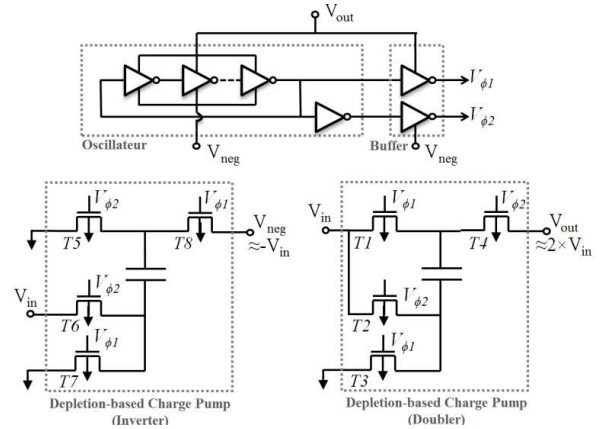 Vout
Vϕ1
Vϕ2
Oscillateur
Vneg
Buffer
Vneg
Vϕ2
Vϕ1
T5
T8
Vneg
≈-Vin
Vin
Vϕ2
T6
Vϕ1
T7
Depletion-based Charge Pump
(Inverter)
Vin
Vϕ1
Vϕ2
T1
T4
Vout
≈2×Vin
Vϕ2
T2
Vϕ1
T3
Depletion-based Charge Pump
(Doubler)